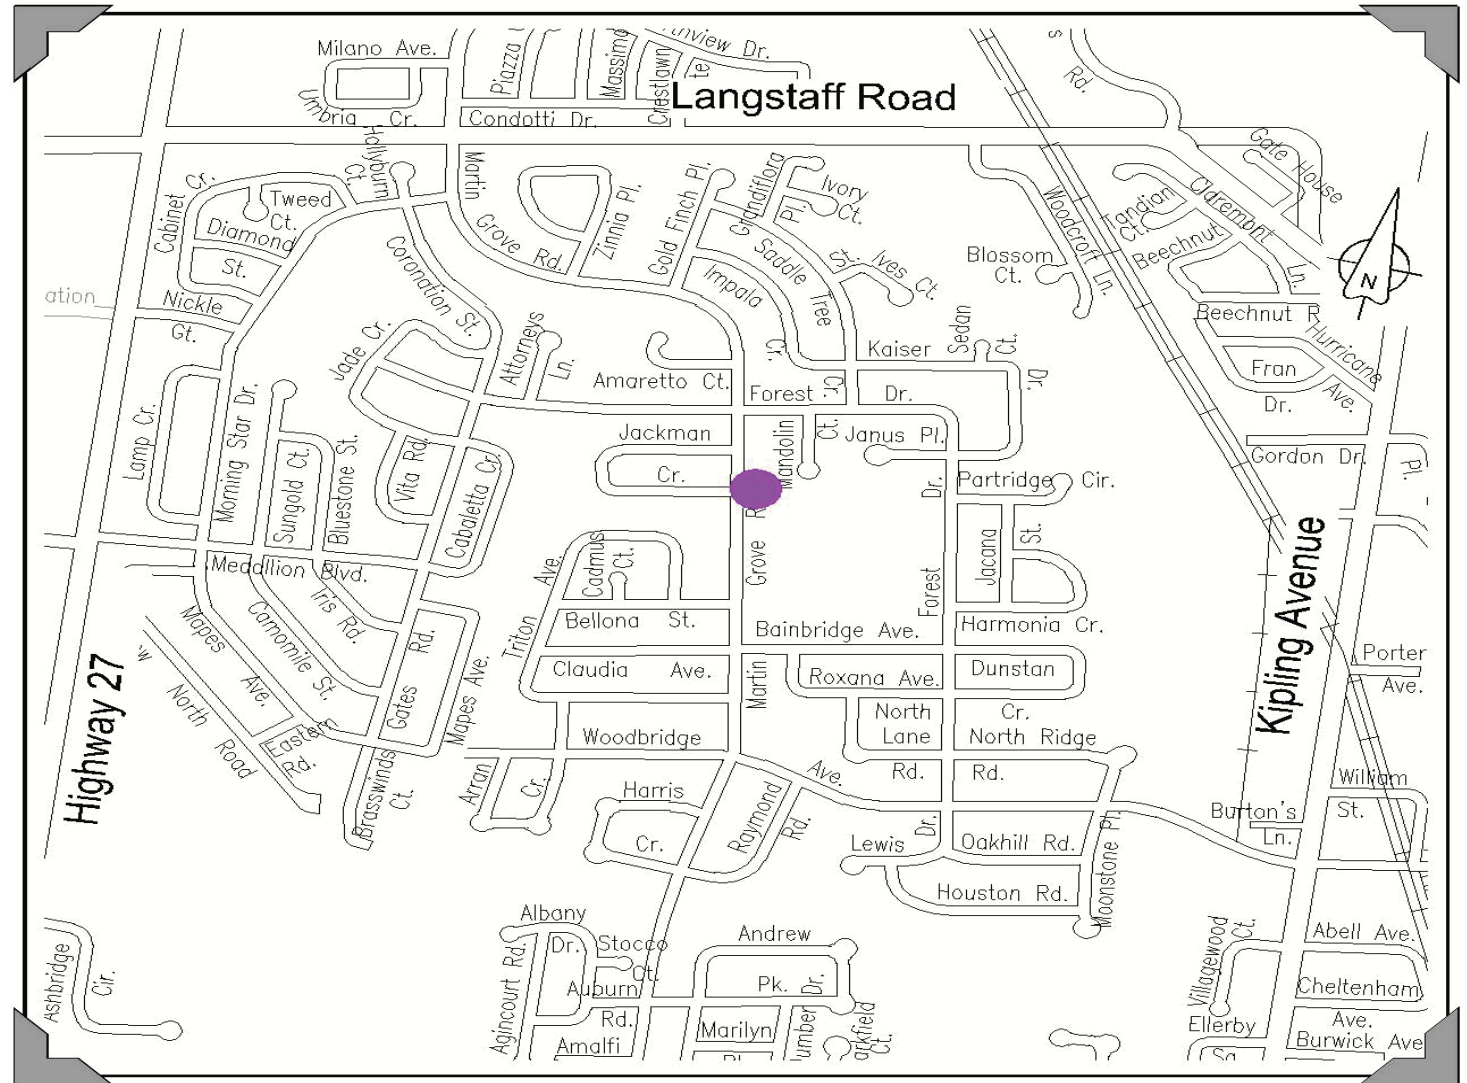 Milano Ave.
Piazza
Massimo
Crestlawn
Dr.
Rd.
Langstaff Road
Umbria Cr.
Condotti Dr.
Hollyburn
Ct.
Martin
Grove Rd.
Zinnia Pl.
Gold Finch Pl.
Grandiflora
Pl.
Ivory
Ct.
Gate House
Claremont
Ln.
Tandian
Ct.
Beechnut
Woodcroft Ln.
Blossom
Ct.
Cabinet Cr.
Tweed
Ct.
Diamond
St.
Nickle
Gt.
ation
Coronation St.
Saddle Tree
Cr.
St.
Ives Ct.
Impala
Cr.
Beechnut R
Hurricane
Ave.
Fran
Dr.
Gordon Dr.
Pl.
N
Jade Cr.
Attorneys
Ln.
Kaiser
Dr.
Sedan
Ct.
Amaretto Ct.
Forest Dr.
Jackman
Cr.
Mandolin
Ct.
Janus Pl.
Partridge Cir.
Lamp Cr.
Morning Star Dr.
Sungold Ct.
Bluestone St.
Vita Rd.
Cabaletta Cr.
Jacana
St.
Forest
Dr.
Grove
Medallion Blvd.
Iris Rd.
Camomile St.
Mapes
Ave.
Cadmus
Ct.
Triton
Ave.
Bellona St.
Bainbridge Ave.
Harmonia Cr.
Claudia Ave.
Martin
Roxana Ave.
Dunstan
Cr.
Kipling Avenue
Porter
Ave.
Highway 27
North
Road
Eastern
Rd.
Gates
Rd.
Mapes Ave.
Woodbridge
Ave.
North
Lane
Rd.
North Ridge
Rd.
Brasswinds
Ct.
Arran
Cr.
Harris
Cr.
Raymond
Rd.
Lewis
Dr.
Oakhill Rd.
Houston Rd.
Moonstone Pl.
Burton's
Ln.
William
St.
Ashbridge
Cir.
Albany
Dr.
Agincourt Rd.
Stocco
Ct.
Auburn
Rd.
Amalfi
Andrew
Pk.
Dr.
Marilyn
Pl.
umber
arkfield
Ct.
Villagewood
Ct.
Ellerby
Sq.
Abell Ave.
Cheltenham
Ave.
Burwick Ave